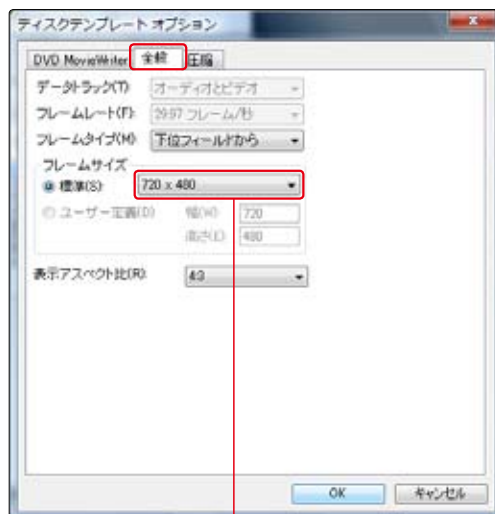 ディスクテンプレート オプション
DVD MovieWriter 全般 圧縮
データトラック(T): オーディオとビデオ
フレームレート(F): 29.97 フレーム/秒
フレームタイプ(M): 下位フィールドから
フレームサイズ
標準(S): 720 x 480
ユーザー定義(D) 幅(W): 720
高さ(E): 480
表示アスペクト比(R): 4:3
OK キャンセル